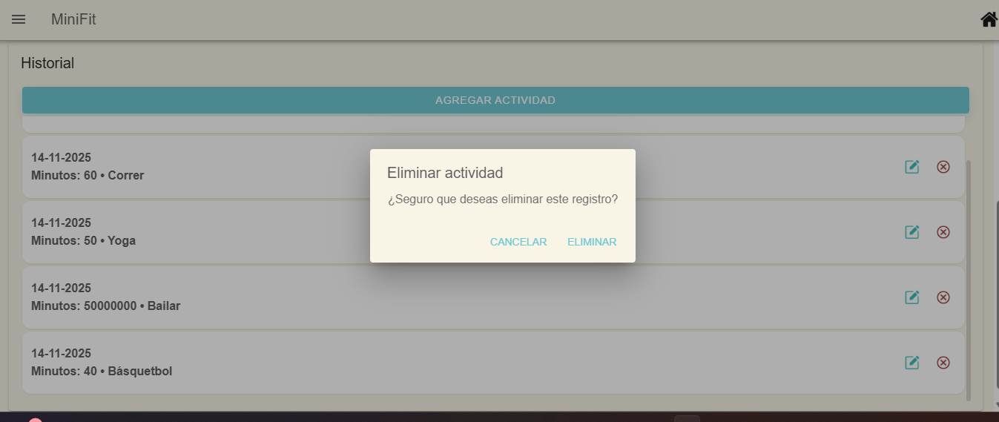 MiniFit
Historial
AGREGAR ACTIVIDAD
14-11-2025
Minutos: 60 • Correr
14-11-2025
Minutos: 50 • Yoga
14-11-2025
Minutos: 50000000 • Bailar
14-11-2025
Minutos: 40 • Básquetbol
Eliminar actividad
¿Seguro que deseas eliminar este registro?
CANCELAR ELIMINAR